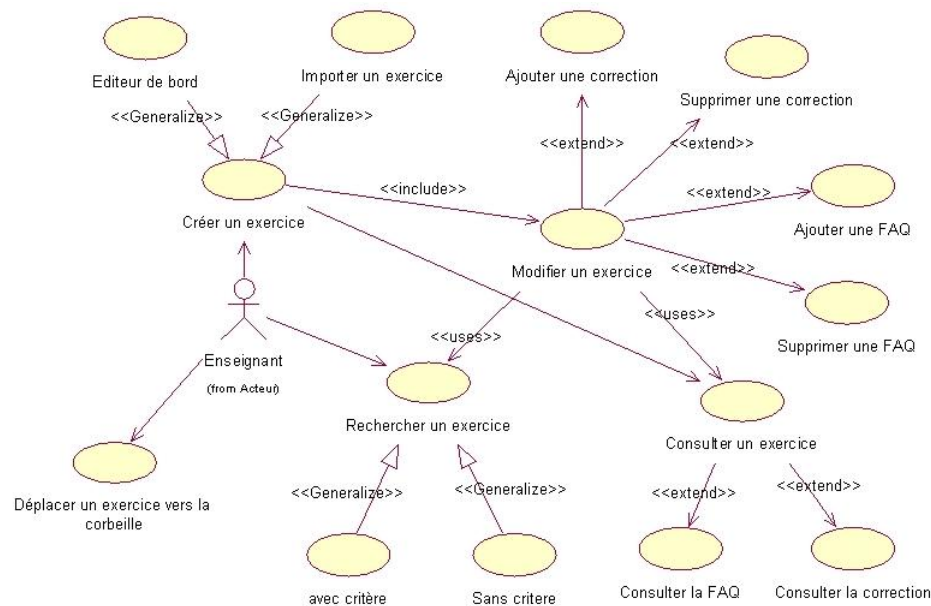 Editeur de bord
Importer un exercice
Ajouter une correction
Supprimer une correction
<<Generalize>>
<<Generalize>>
<<extend>>
<<extend>>
<<include>>
<<extend>>
Créer un exercice
Ajouter une FAQ
Modifier un exercice
<<extend>>
<<uses>>
<<uses>>
Supprimer une FAQ
Enseignant
(from Acteur)
Rechercher un exercice
Consulter un exercice
Déplacer un exercice vers la
corbeille
<<Generalize>>
<<Generalize>>
<<extend>>
<<extend>>
avec critère
Sans critere
Consulter la FAQ
Consulter la correction